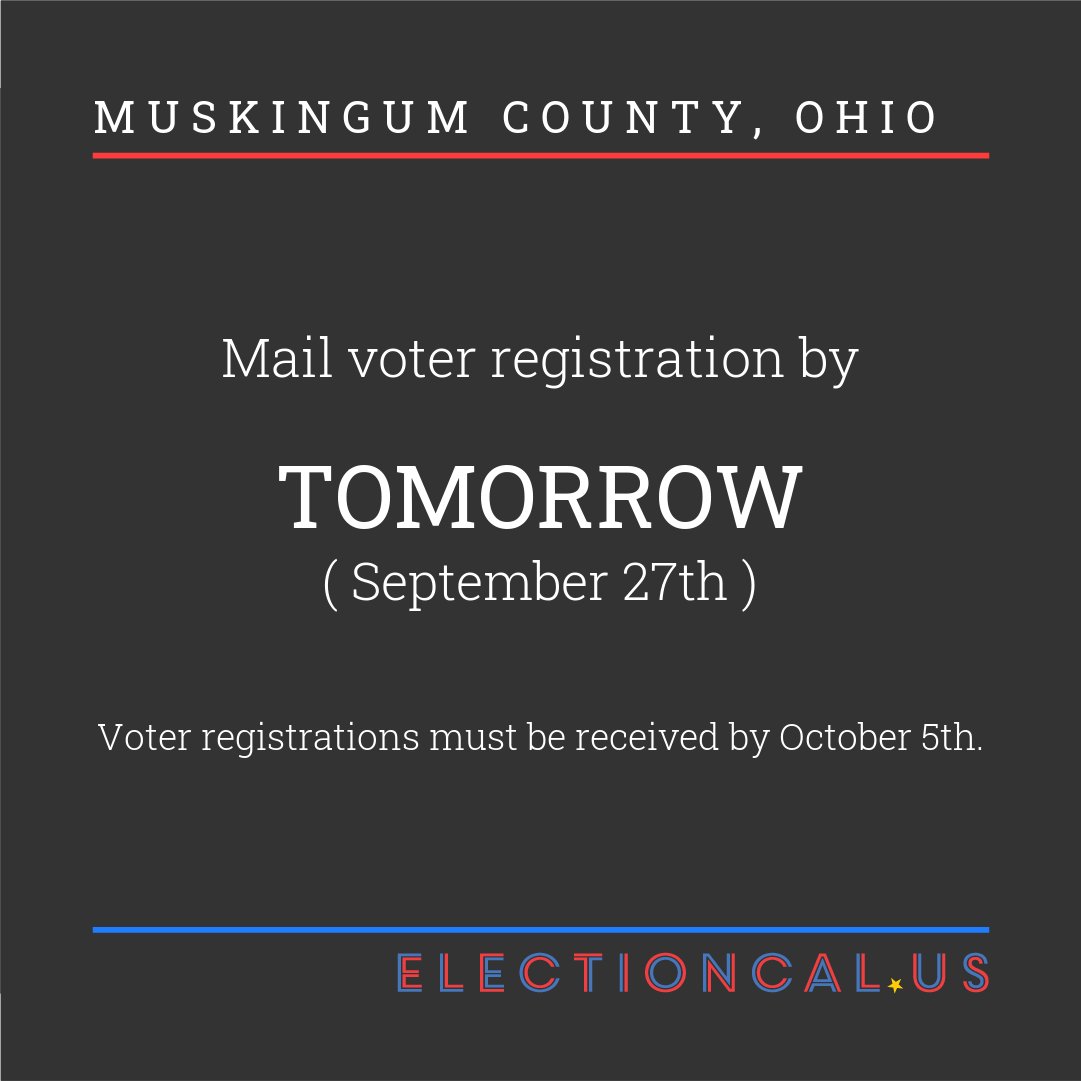 MUSKINGUM COUNTY, OHIO
Mail voter registration by
TOMORROW
( September 27th )
Voter registrations must be received by October 5th.
ELECTIONCAL.US